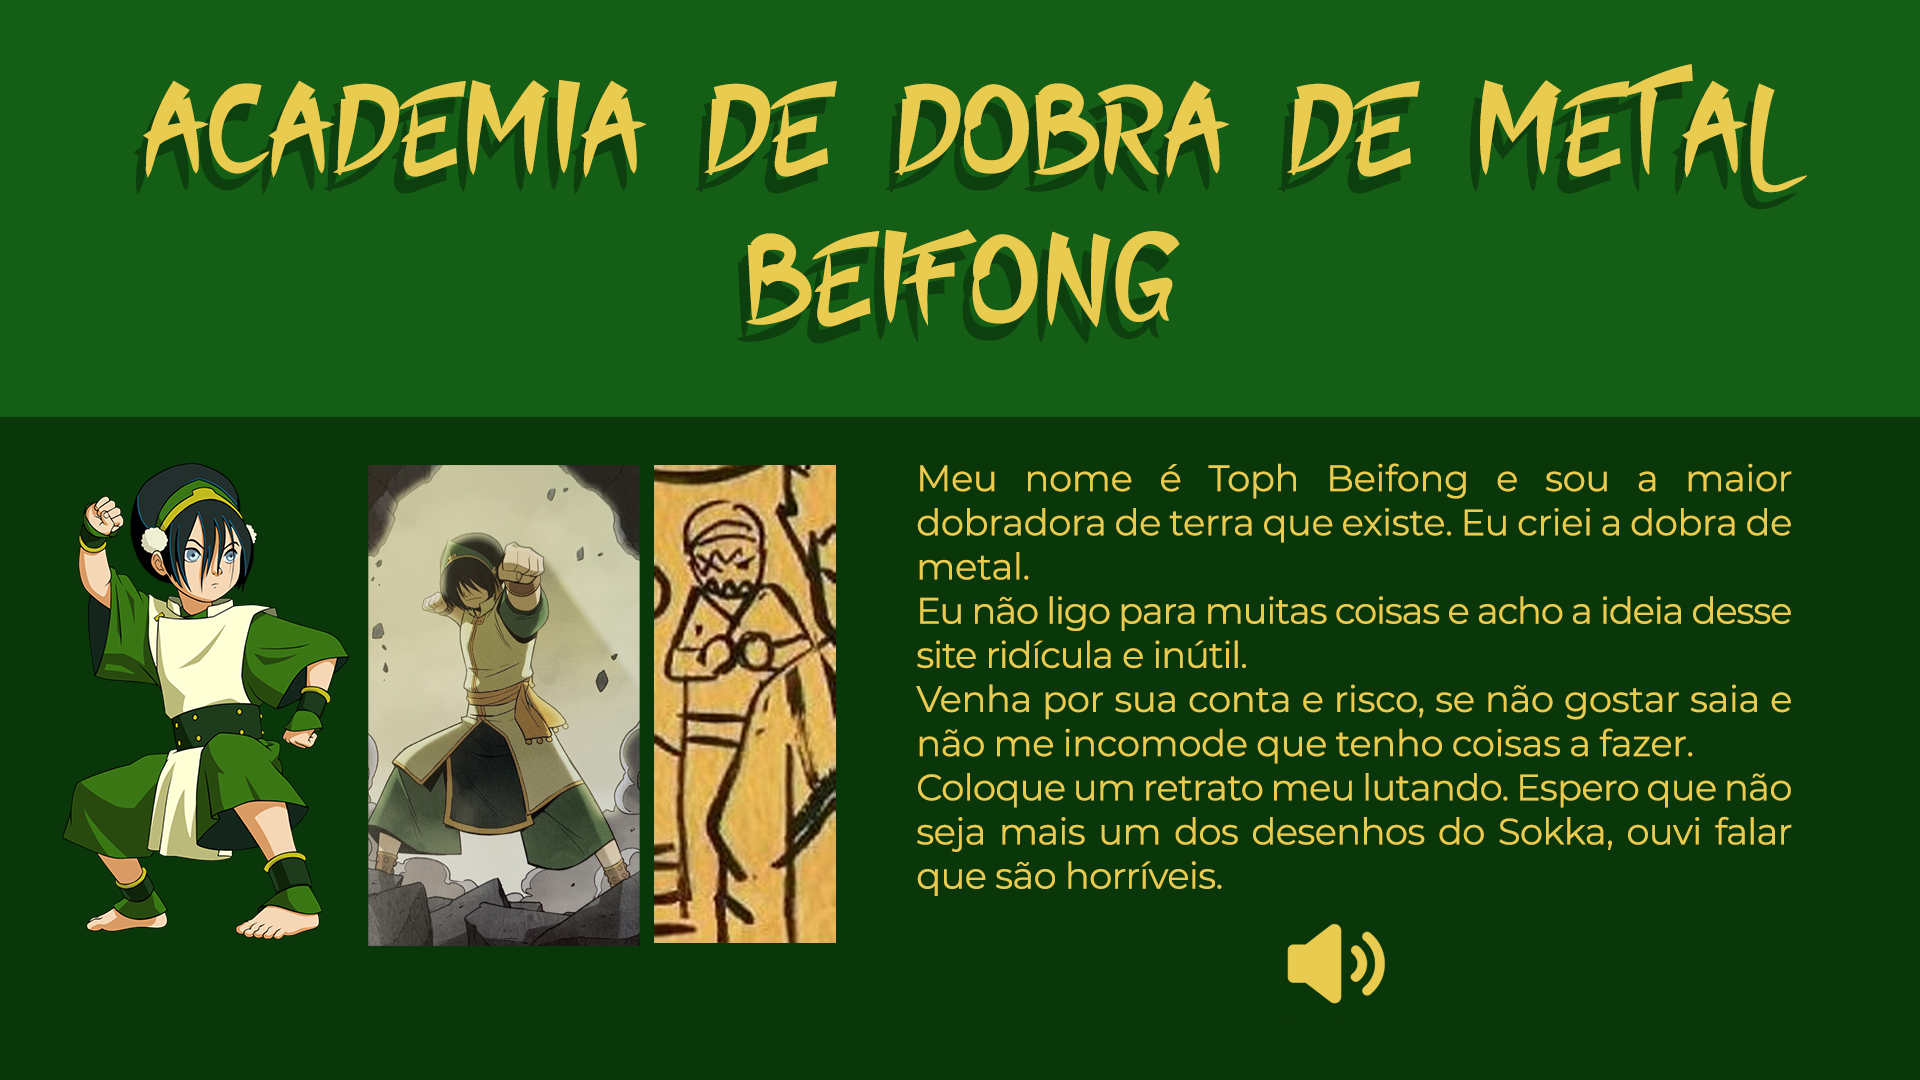 ACADEMIA DE DOBRA DE METAL
BEIFONG
Meu nome é Toph Beifong e sou a maior
dobradora de terra que existe. Eu criei a dobra de
metal.
Eu não ligo para muitas coisas e acho a ideia desse
site ridícula e inútil.
Venha por sua conta e risco, se não gostar saia e
não me incomode que tenho coisas a fazer.
Coloque um retrato meu lutando. Espero que não
seja mais um dos desenhos do Sokka, ouvi falar
que são horríveis.